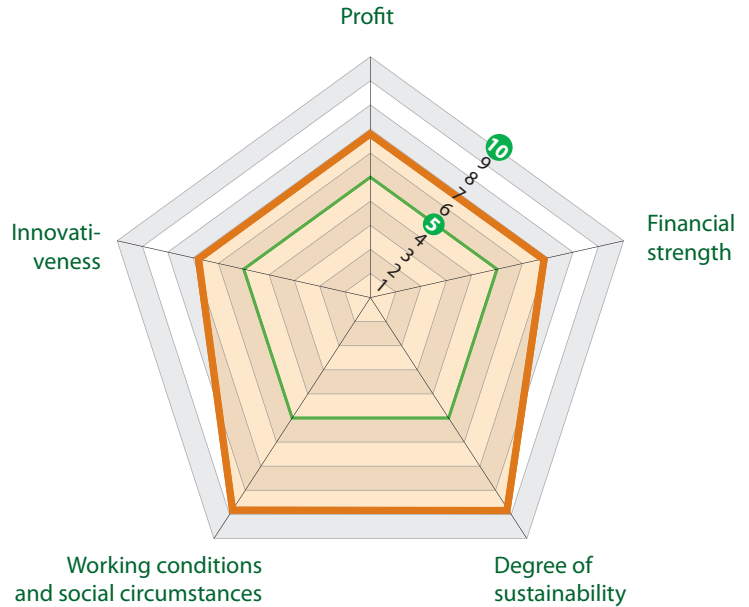 Profit
10
9
8
7
6
5
4
3
2
1
Financial
strength
Innovati-
veness
Working conditions
and social circumstances
Degree of
sustainability